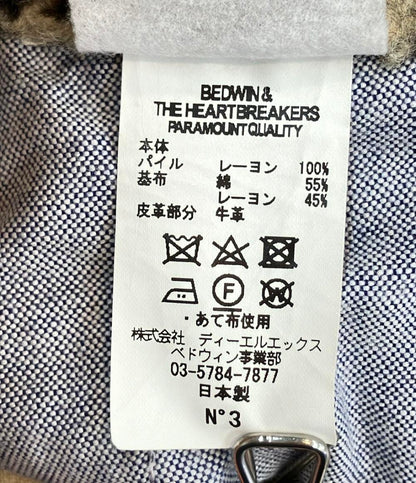 BEDWIN &
THE HEARTBREAKERS
PARAMOUNT QUALITY
本体
パイル レーヨン 100%
基布 綿 55%
レーヨン 45%
皮革部分 牛革
F W
・あて布使用
株式会社 ディーエルエックス
ベドウィン事業部
03-5784-7877
日本製
N°3